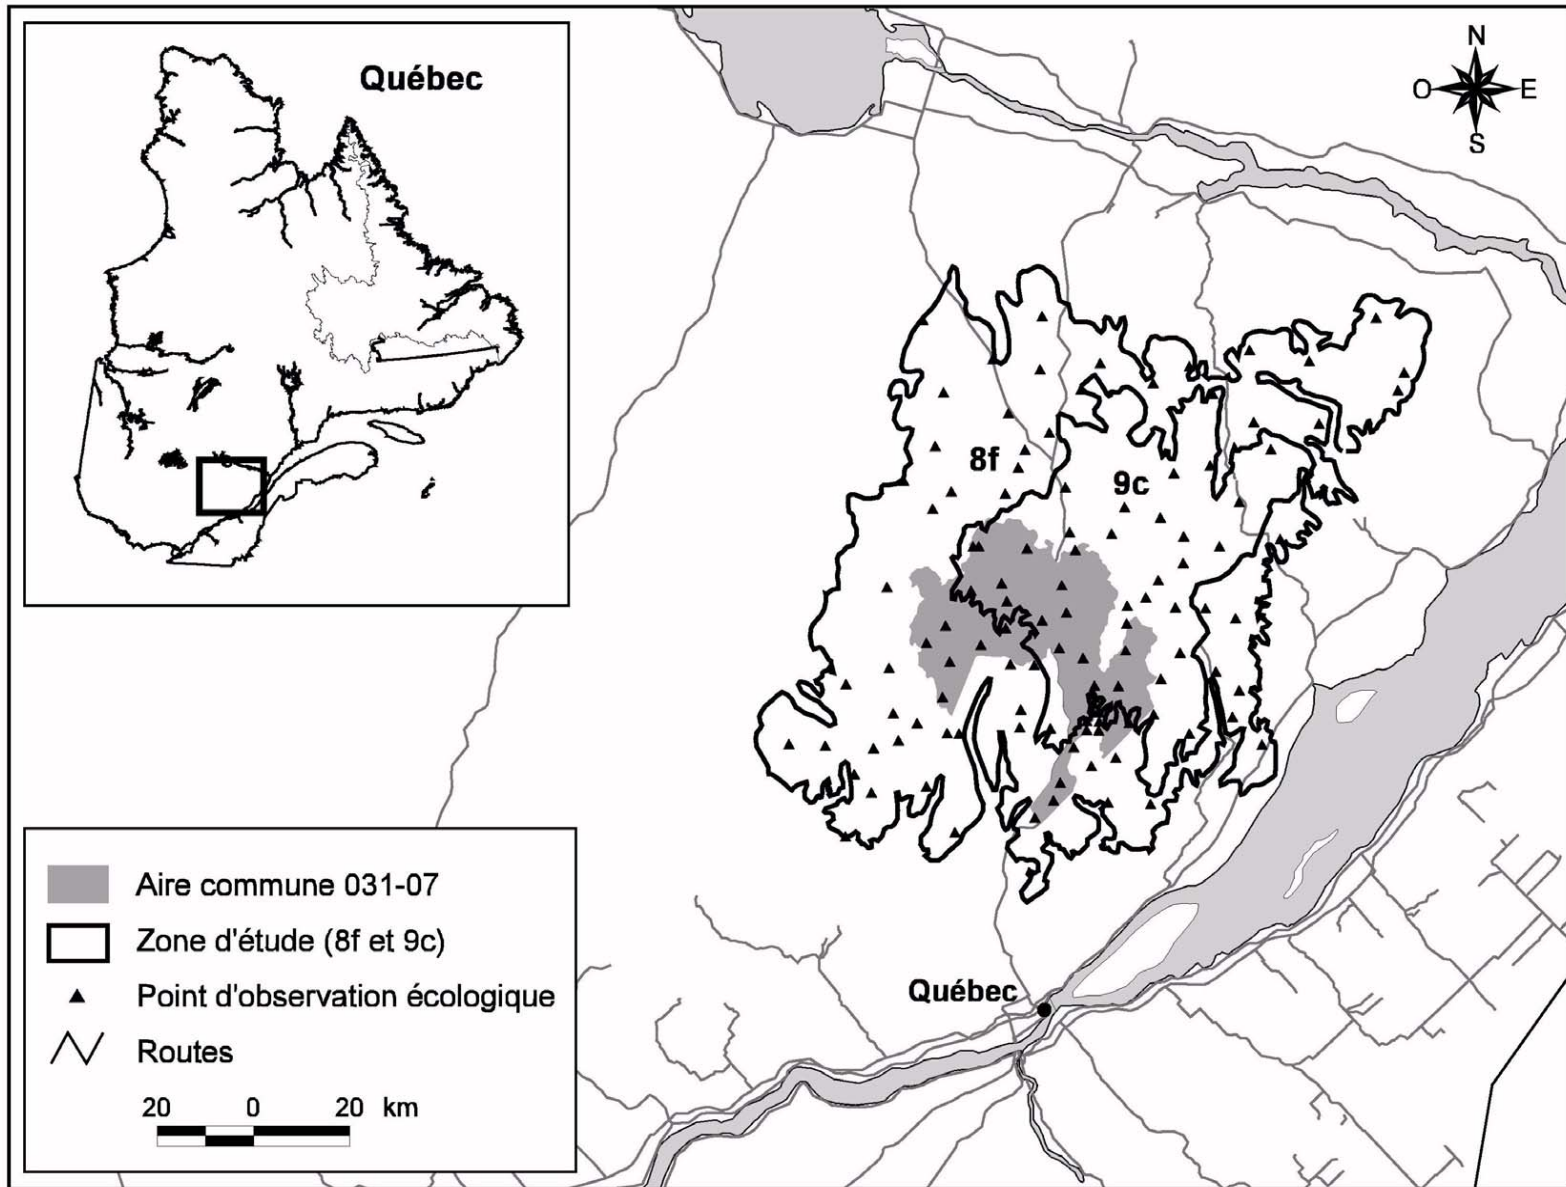 Québec
N
O E
S
8f
9c
Québec
Aire commune 031-07
Zone d'étude (8f et 9c)
Point d'observation écologique
Routes
20 0 20 km